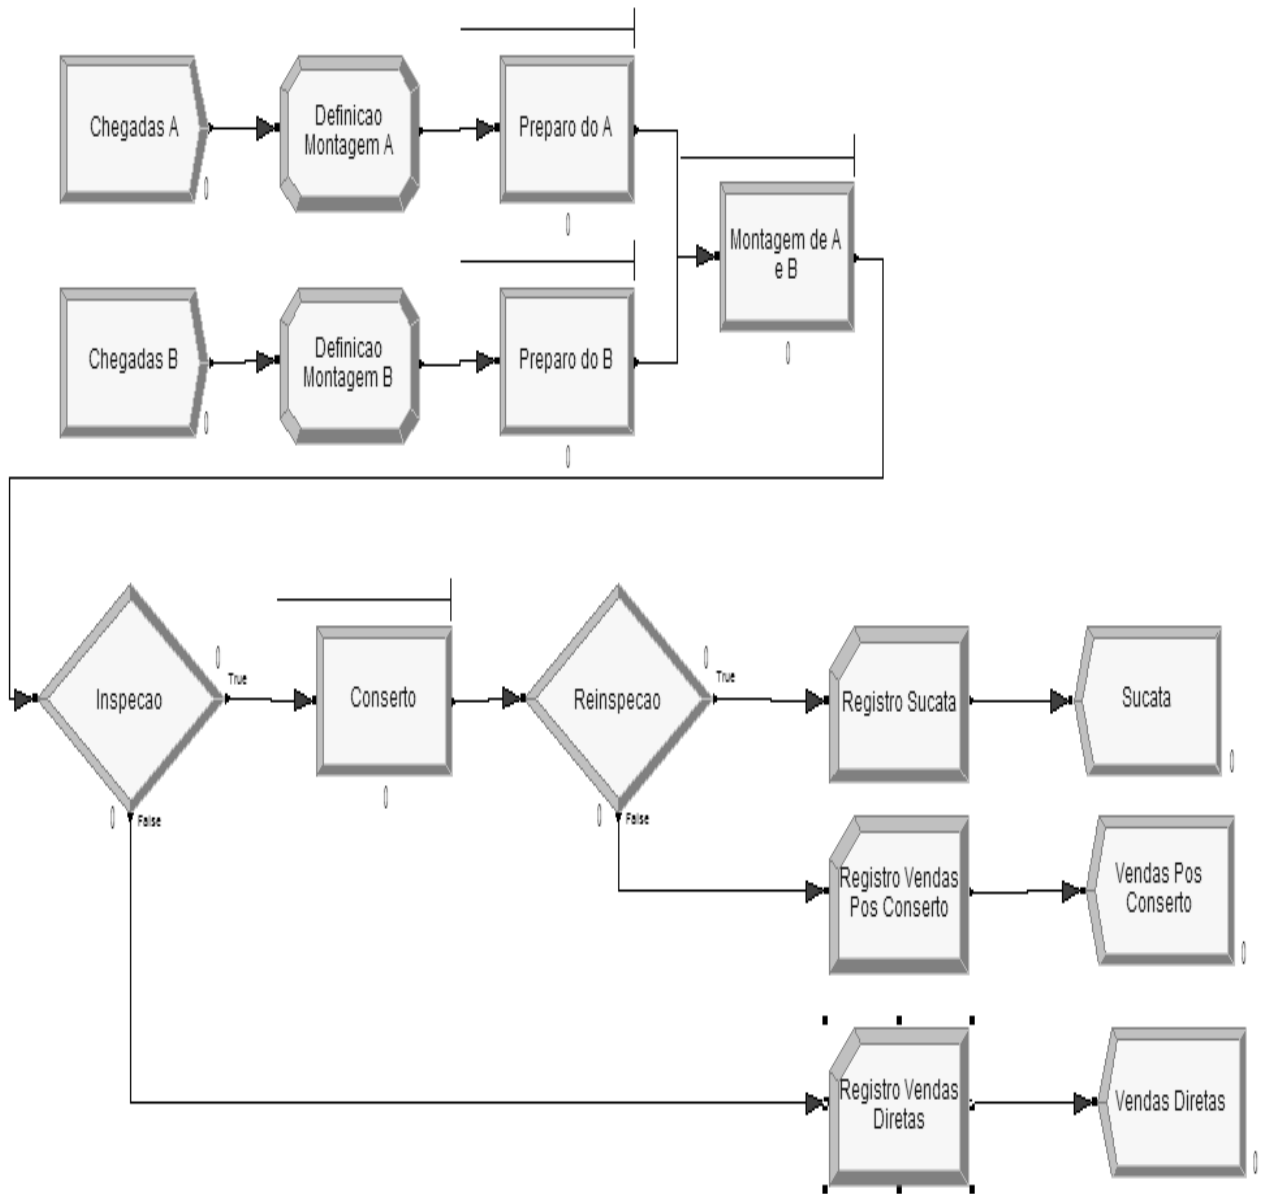 Chegadas A
0
Definicao
Montagem A
Preparo do A
0
Montagem de A
e B
0
Chegadas B
0
Definicao
Montagem B
Preparo do B
0
Inspecao
0
True
0
False
Conserto
0
Reinspecao
0
True
0
False
Registro Sucata
Sucata
0
Registro Vendas
Pos Conserto
Vendas Pos
Conserto
0
Registro Vendas
Diretas
Vendas Diretas
0